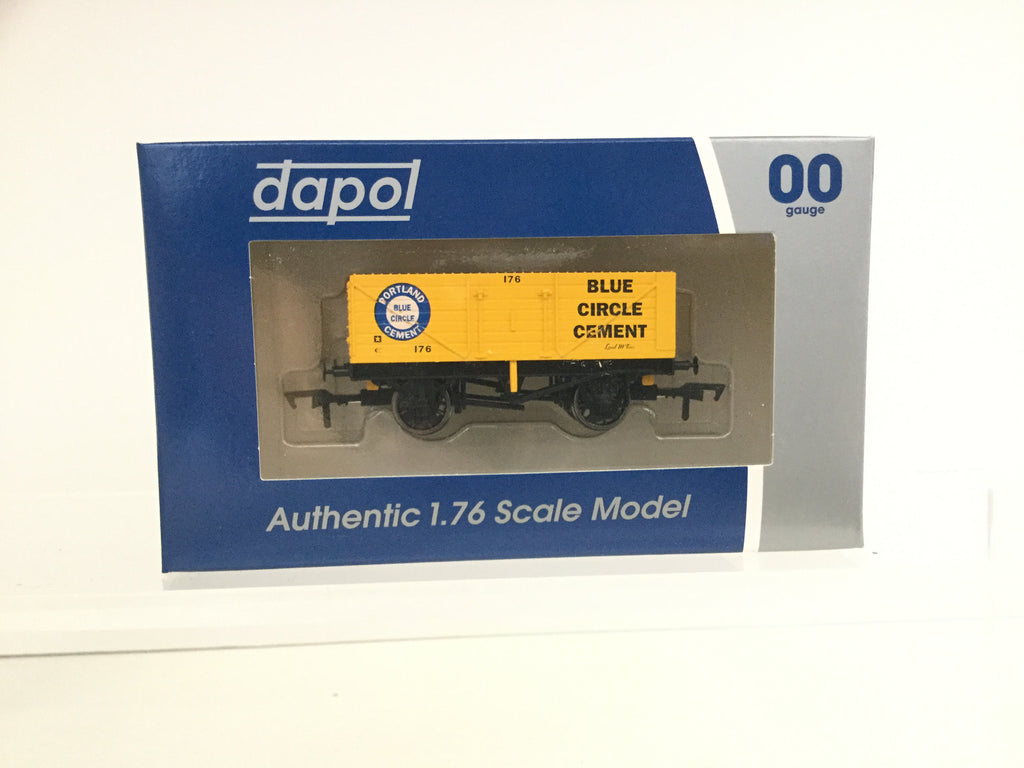 dapol
00
gauge
176
PORTLAND
BLUE
CIRCLE
CEMENT
BLUE
CIRCLE
CEMENT
C
176
Authentic 1.76 Scale Model